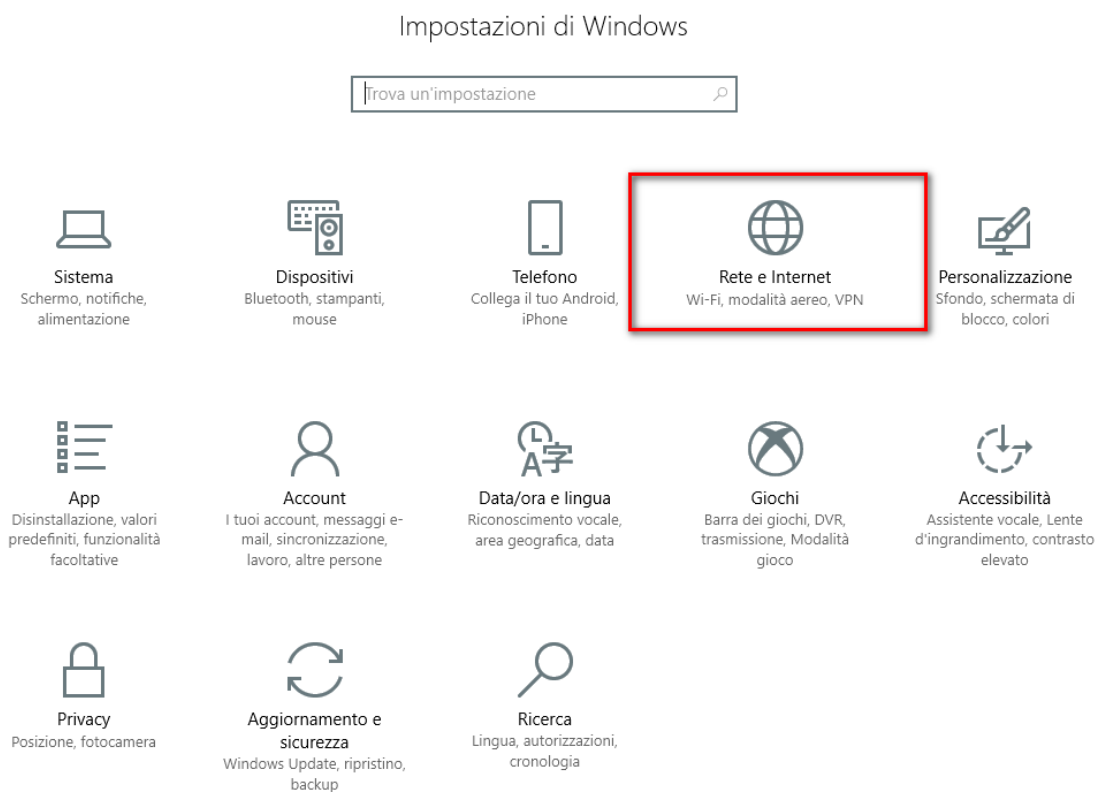 Impostazioni di Windows
Trova un'impostazione
Sistema
Schermo, notifiche,
alimentazione
Dispositivi
Bluetooth, stampanti,
mouse
Telefono
Collega il tuo Android,
iPhone
Rete e Internet
Wi-Fi, modalità aereo, VPN
Personalizzazione
Sfondo, schermata di
blocco, colori
App
Disinstallazione, valori
predefiniti, funzionalità
facoltative
Account
I tuoi account, messaggi e-
mail, sincronizzazione,
lavoro, altre persone
Data/ora e lingua
Riconoscimento vocale,
area geografica, data
Giochi
Barra dei giochi, DVR,
trasmissione, Modalità
gioco
Accessibilità
Assistente vocale, Lente
d'ingrandimento, contrasto
elevato
Privacy
Posizione, fotocamera
Aggiornamento e
sicurezza
Windows Update, ripristino,
backup
Ricerca
Lingua, autorizzazioni,
cronologia